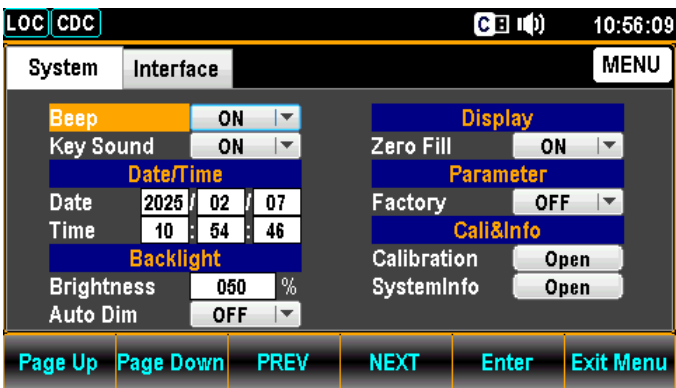 LOC CDC C 10:56:09
System Interface MENU
Beep ON
Key Sound ON
Date/Time
Date 2025 / 02 / 07
Time 10 : 54 : 46
Backlight
Brightness 050 %
Auto Dim OFF
Display
Zero Fill ON
Parameter
Factory OFF
Cali&Info
Calibration Open
SystemInfo Open
Page Up Page Down PREV NEXT Enter Exit Menu